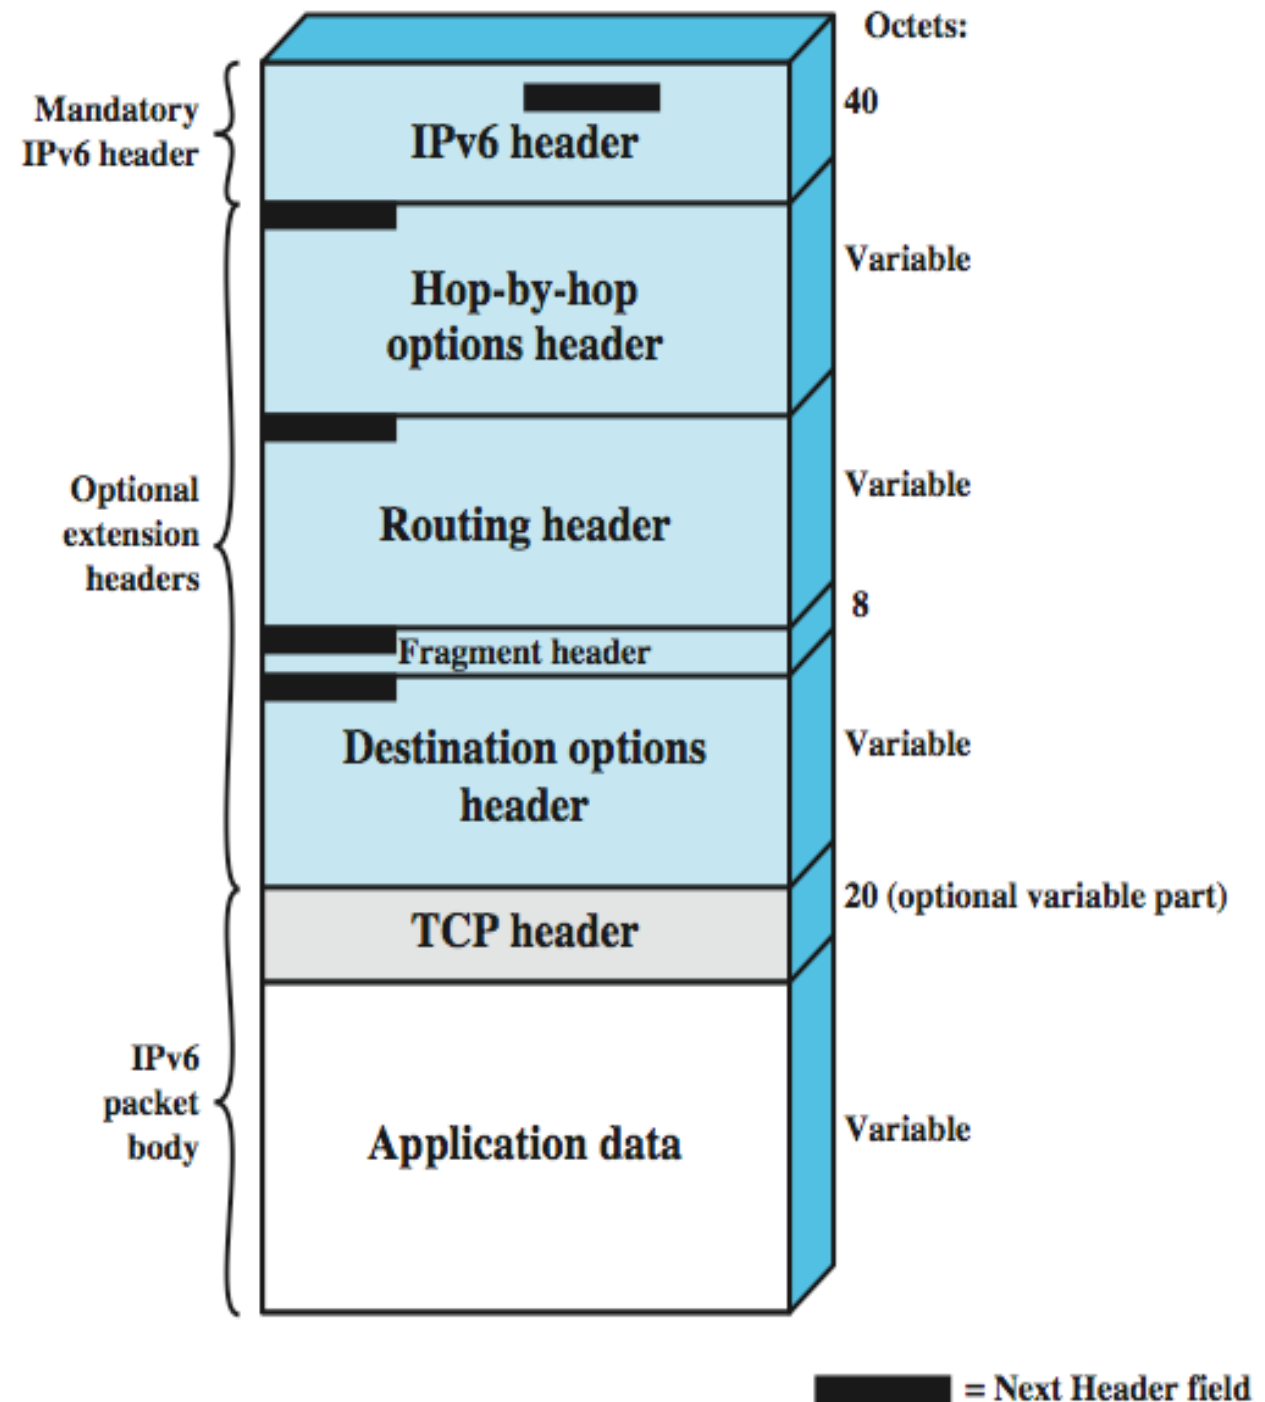 Octets:
Mandatory
IPv6 header
IPv6 header
40
Hop-by-hop
options header
Variable
Optional
extension
headers
Routing header
Variable
8
Fragment header
Destination options
header
Variable
20 (optional variable part)
TCP header
IPv6
packet
body
Application data
Variable
= Next Header field